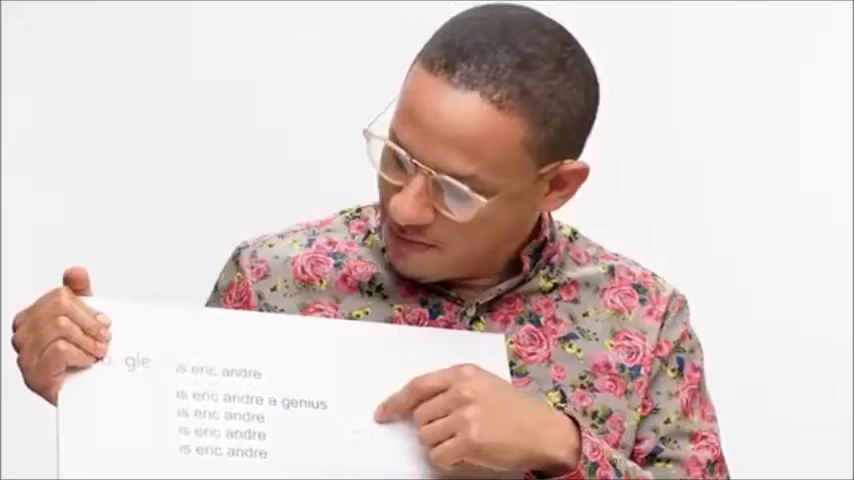 gle is eric andre
is eric andre a genius
is eric andre
is eric andre
is eric andre